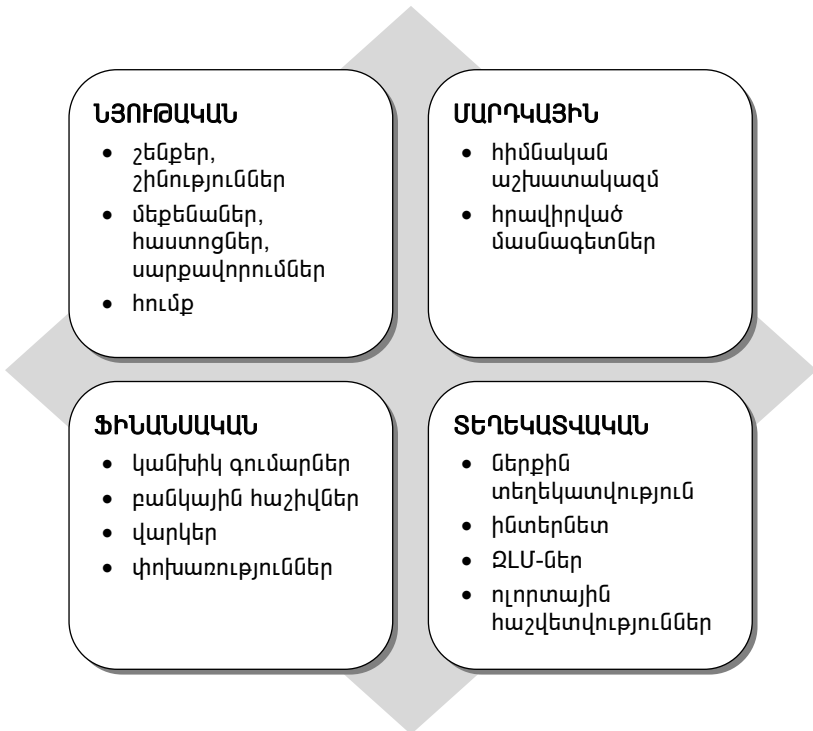 ՆՅՈՒԹԱԿԱՆ
• շենքեր,
շինություններ
• մեքենաներ,
հաստոցներ,
սարքավորումներ
• հումք
ՄԱՐԴԿԱՅԻՆ
• հիմնական
աշխատակազմ
• հրավիրված
մասնագետներ
ՖԻՆԱՆՍԱԿԱՆ
• կանխիկ գումարներ
• բանկային հաշիվներ
• վարկեր
• փոխառություններ
ՏԵՂԵԿԱՏՎԱԿԱՆ
• ներքին
տեղեկատվություն
• ինտերնետ
• ԶԼՄ-ներ
• ոլորտային
հաշվետվություններ